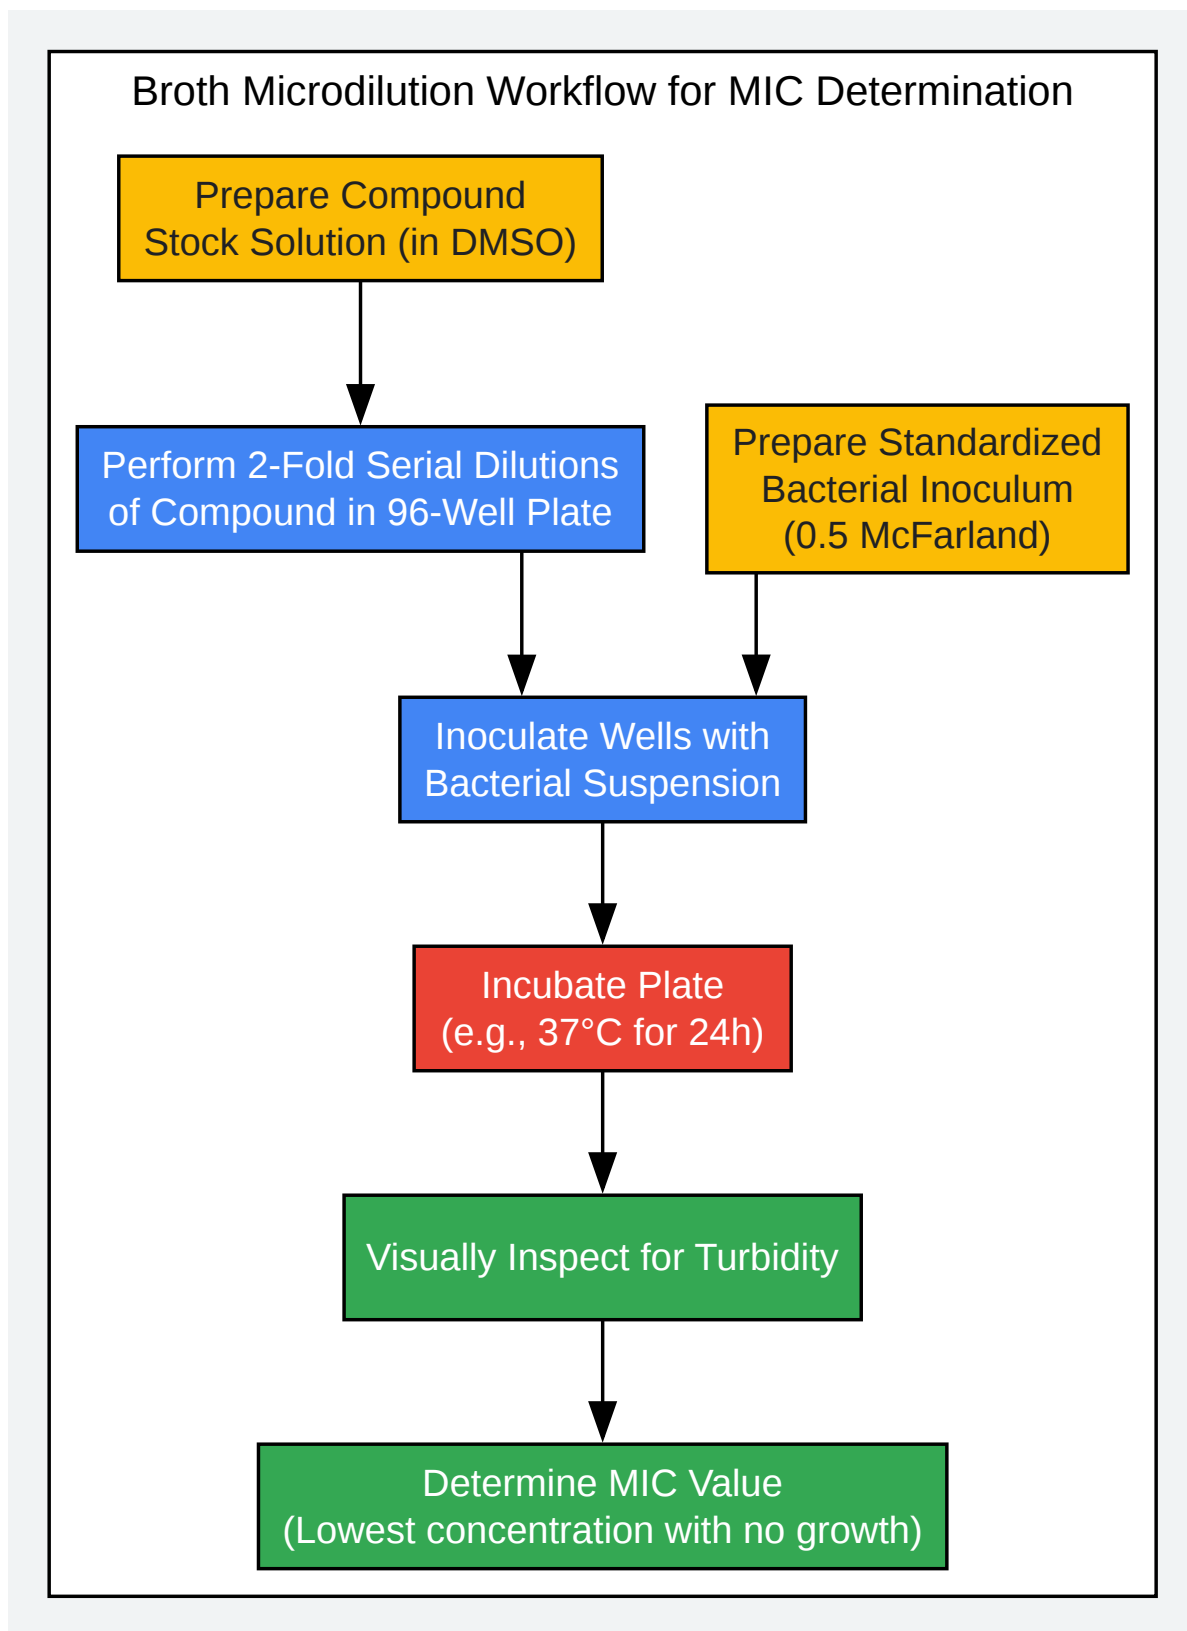 Broth Microdilution Workflow for MIC Determination
Prepare Compound
Stock Solution (in DMSO)
Perform 2-Fold Serial Dilutions
of Compound in 96-Well Plate
Prepare Standardized
Bacterial Inoculum
(0.5 McFarland)
Inoculate Wells with
Bacterial Suspension
Incubate Plate
(e.g., 37°C for 24h)
Visually Inspect for Turbidity
Determine MIC Value
(Lowest concentration with no growth)